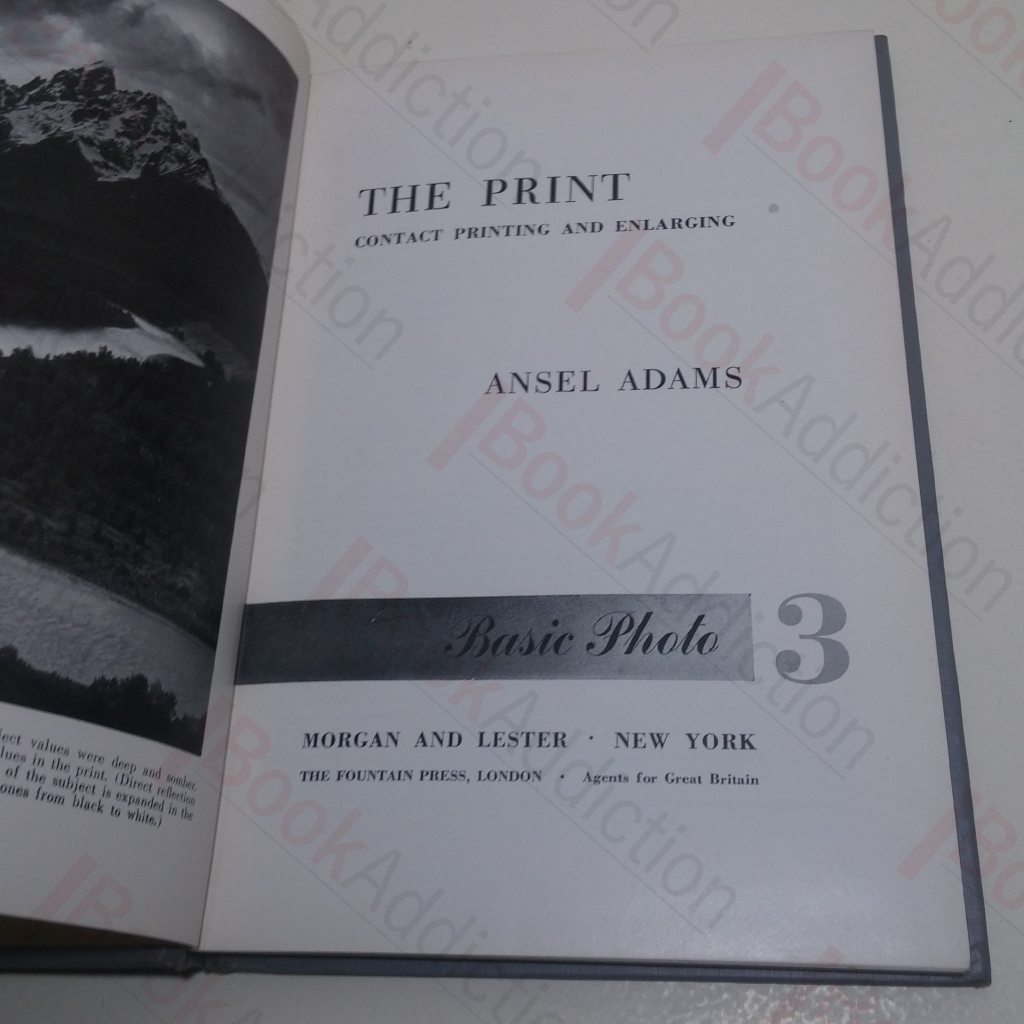 ject values were deep and somber.
lues in the print. (Direct reflection
of the subject is expanded in the
ones from black to white.)
THE PRINT
CONTACT PRINTING AND ENLARGING
ANSEL ADAMS
Basic Photo 3
MORGAN AND LESTER · NEW YORK
THE FOUNTAIN PRESS, LONDON • Agents for Great Britain
BookAddiction